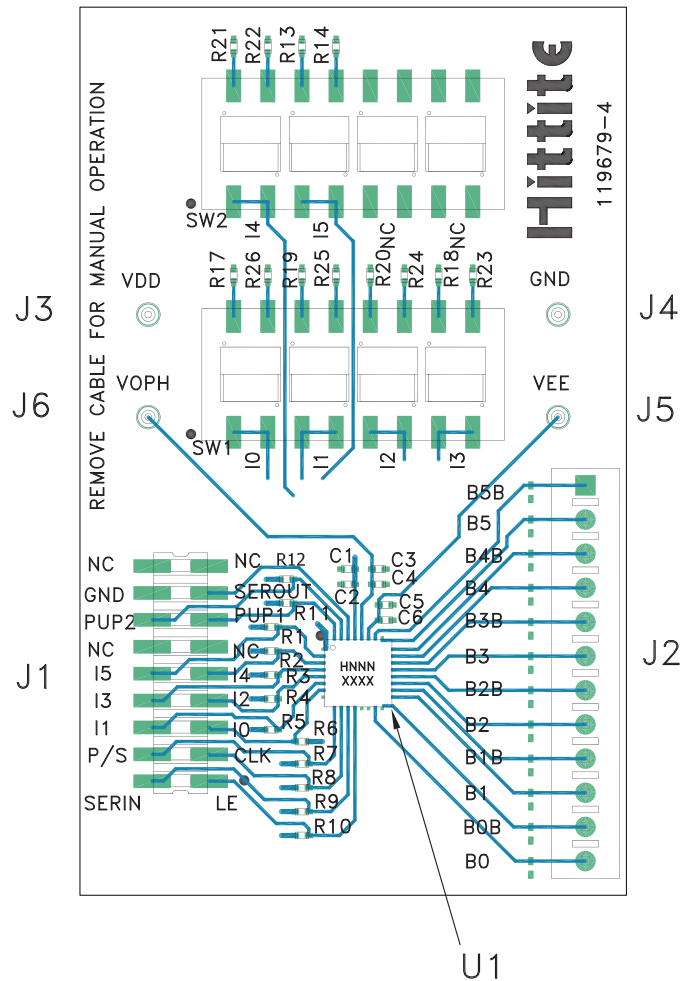 R21 R22 R13 R14
Hittite
119679-4
REMOVE CABLE FOR MANUAL OPERATION
SW2 I4 I5
R17 R26 R19 R25 R20 NC R24 R18 NC R23
J3 VDD GND J4
J6 VOPH VEE J5
SW1 I0 I1 I2 I3
B5B
B5
B4B
B4
B3B
B3
B2B
B2
B1B
B1
B0B
B0
J2
C1 C3
C2 C4
C5
C6
NC NC R12
GND SEROUT
PUP2 PUP1 R11
NC NC R1
I5 I4 R2
I3 I2 R3
I1 I0 R4
P/S CLK R5
SERIN LE
R6
R7
R8
R9
R10
J1
HNNN
XXXX
U1